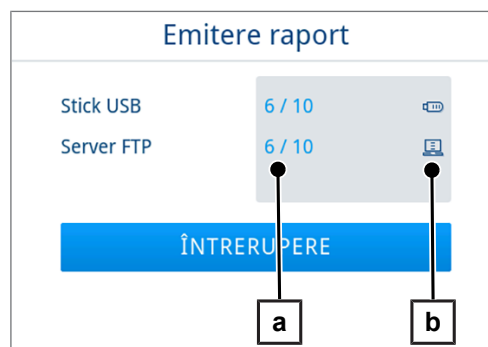 Emitere raport
Stick USB 6 / 10
Server FTP 6 / 10
ÎNTRERUPERE
a b